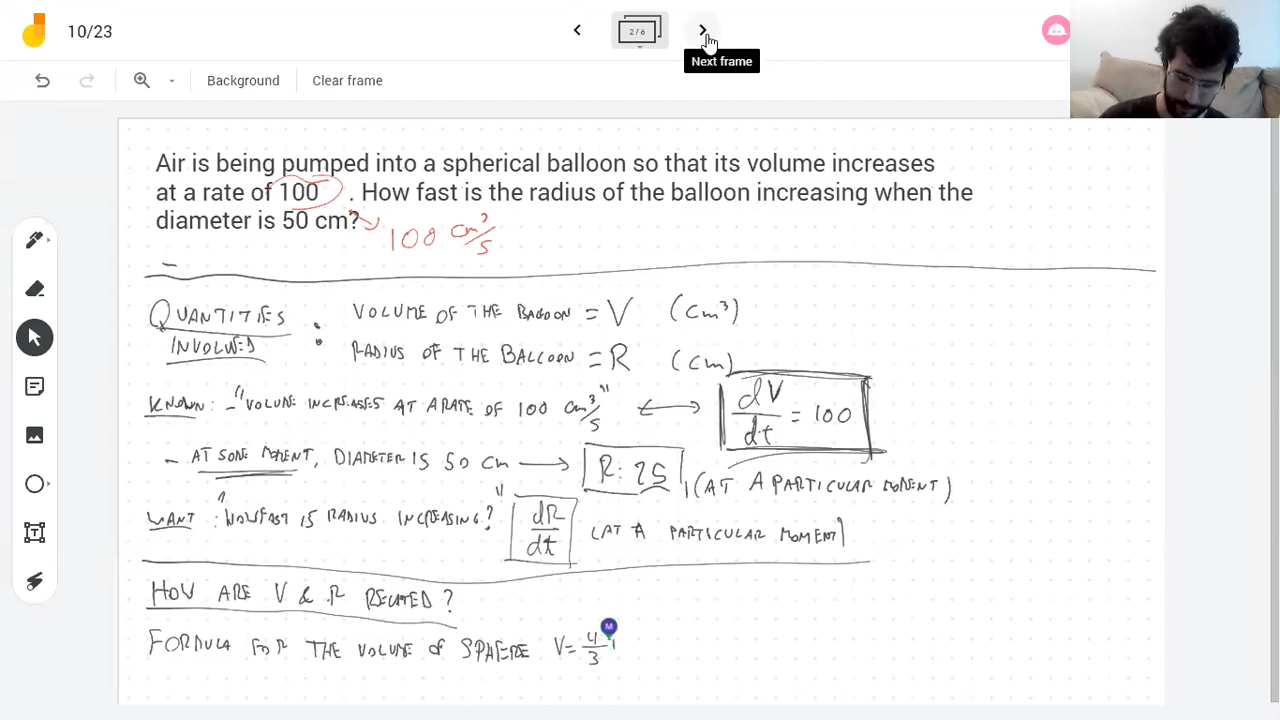 10/23
2/6
Next frame
Background
Clear frame
Air is being pumped into a spherical balloon so that its volume increases
at a rate of 100 . How fast is the radius of the balloon increasing when the
diameter is 50 cm?
100 cm³/s
QUANTITIES INVOLVED :
VOLUME OF THE BALLOON = V (cm³)
RADIUS OF THE BALLOON = R (cm)
KNOWN: - "VOLUME INCREASES AT A RATE OF 100 cm³/s" ↔ dV/dt = 100
- AT SOME MOMENT, DIAMETER IS 50 cm → R = 25 (AT A PARTICULAR MOMENT)
WANT: "HOW FAST IS RADIUS INCREASING?" dR/dt (AT A PARTICULAR MOMENT)
HOW ARE V & R RELATED?
FORMULA FOR THE VOLUME OF SPHERE V = 4/3
M